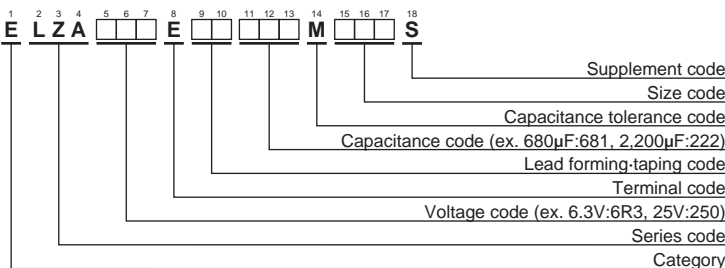 1 2 3 4 5 6 7 8 9 10 11 12 13 14 15 16 17 18
E L Z A □□□ E □□ □□□ M □□□ S
Supplement code
Size code
Capacitance tolerance code
Capacitance code (ex. 680µF:681, 2,200µF:222)
Lead forming·taping code
Terminal code
Voltage code (ex. 6.3V:6R3, 25V:250)
Series code
Category